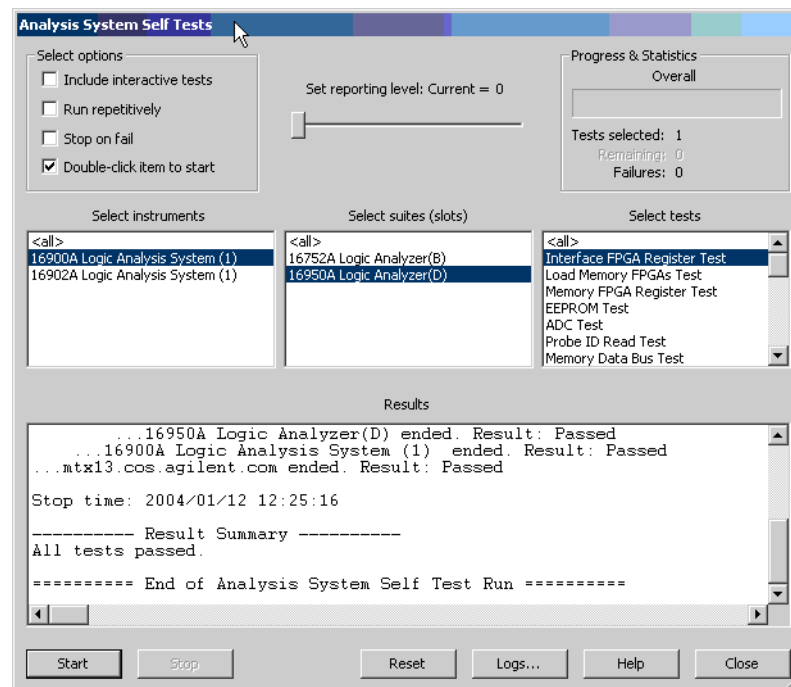 Analysis System Self Tests
Select options
Include interactive tests
Run repetitively
Stop on fail
Double-click item to start
Set reporting level: Current = 0
Progress & Statistics
Overall
Tests selected: 1
Remaining: 0
Failures: 0
Select instruments
<all>
16900A Logic Analysis System (1)
16902A Logic Analysis System (1)
Select suites (slots)
<all>
16752A Logic Analyzer(B)
16950A Logic Analyzer(D)
Select tests
<all>
Interface FPGA Register Test
Load Memory FPGAs Test
Memory FPGA Register Test
EEPROM Test
ADC Test
Probe ID Read Test
Memory Data Bus Test
Results
...16950A Logic Analyzer(D) ended. Result: Passed
...16900A Logic Analysis System (1) ended. Result: Passed
...mtx13.cos.agilent.com ended. Result: Passed
Stop time: 2004/01/12 12:25:16
---------- Result Summary ----------
All tests passed.
========== End of Analysis System Self Test Run ==========
Start Stop Reset Logs... Help Close